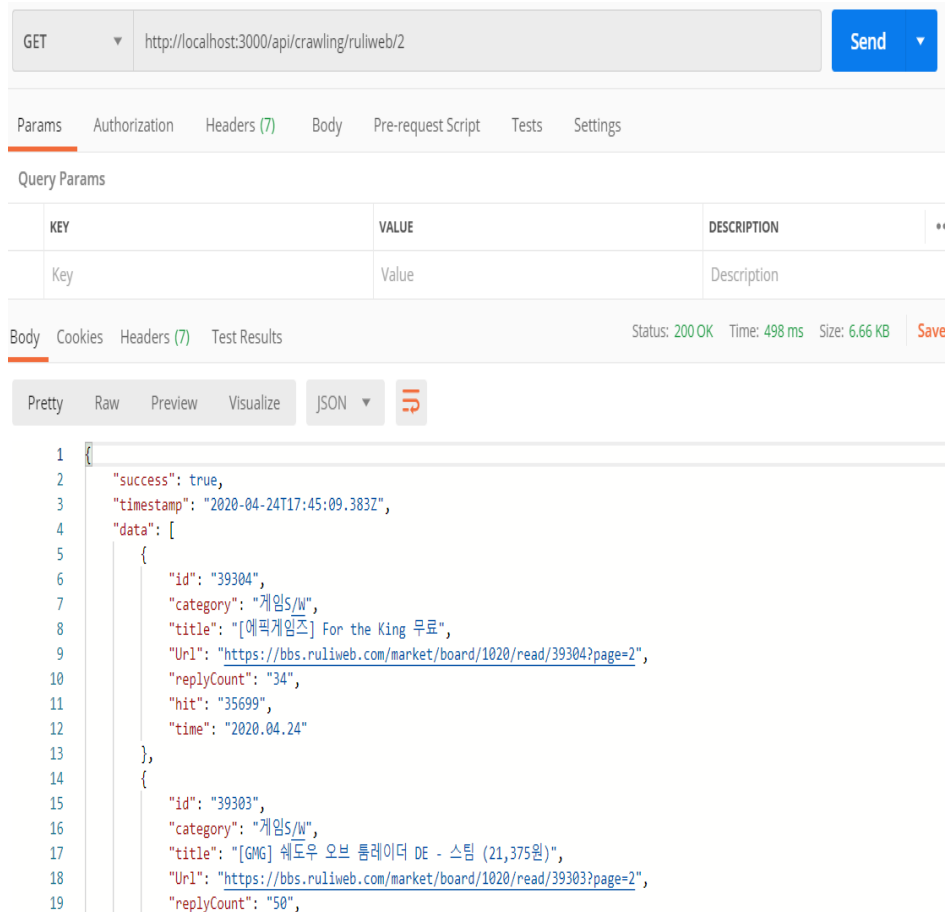 GET http://localhost:3000/api/crawling/ruliweb/2 Send
Params Authorization Headers (7) Body Pre-request Script Tests Settings
Query Params
KEY VALUE DESCRIPTION
Key Value Description
Body Cookies Headers (7) Test Results Status: 200 OK Time: 498 ms Size: 6.66 KB Save
Pretty Raw Preview Visualize JSON
1 {
2 "success": true,
3 "timestamp": "2020-04-24T17:45:09.383Z",
4 "data": [
5 {
6 "id": "39304",
7 "category": "게임S/W",
8 "title": "[에픽게임즈] For the King 무료",
9 "Url": "https://bbs.ruliweb.com/market/board/1020/read/39304?page=2",
10 "replyCount": "34",
11 "hit": "35699",
12 "time": "2020.04.24"
13 },
14 {
15 "id": "39303",
16 "category": "게임S/W",
17 "title": "[GMG] 쉐도우 오브 툼레이더 DE - 스팀 (21,375원)",
18 "Url": "https://bbs.ruliweb.com/market/board/1020/read/39303?page=2",
19 "replyCount": "50",